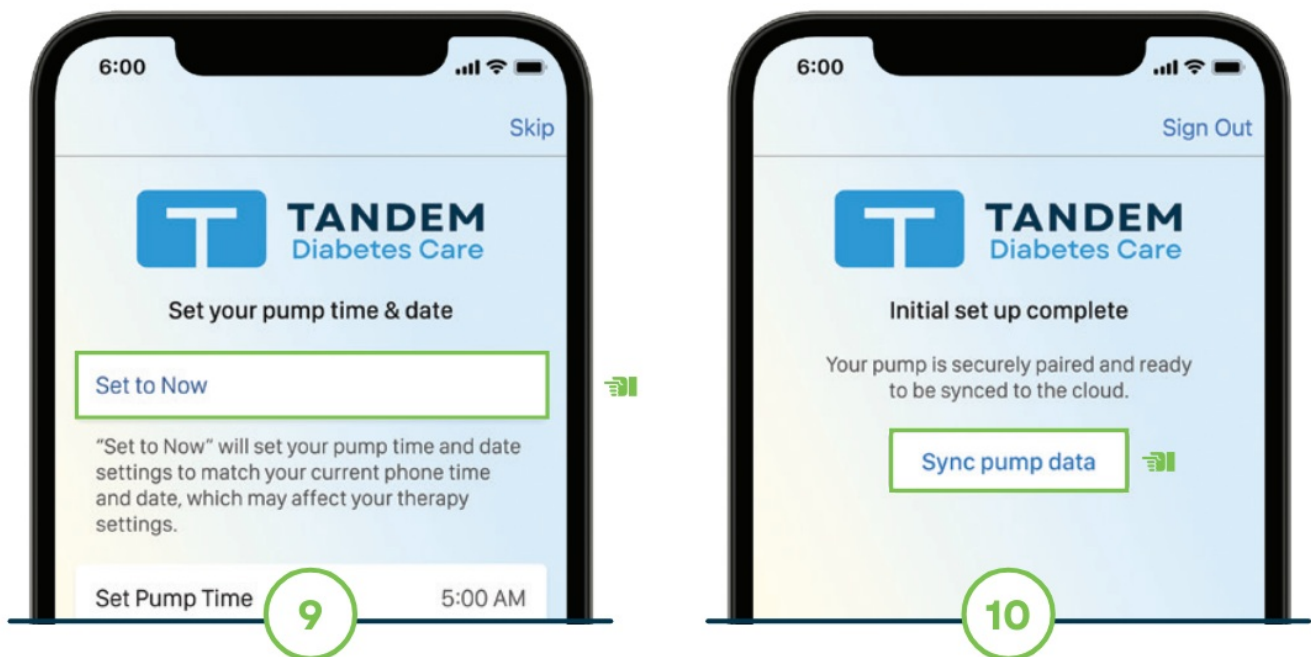 6:00
Skip
TANDEM
Diabetes Care
Set your pump time & date
Set to Now
“Set to Now” will set your pump time and date
settings to match your current phone time
and date, which may affect your therapy
settings.
Set Pump Time 5:00 AM
9
6:00
Sign Out
TANDEM
Diabetes Care
Initial set up complete
Your pump is securely paired and ready
to be synced to the cloud.
Sync pump data
10